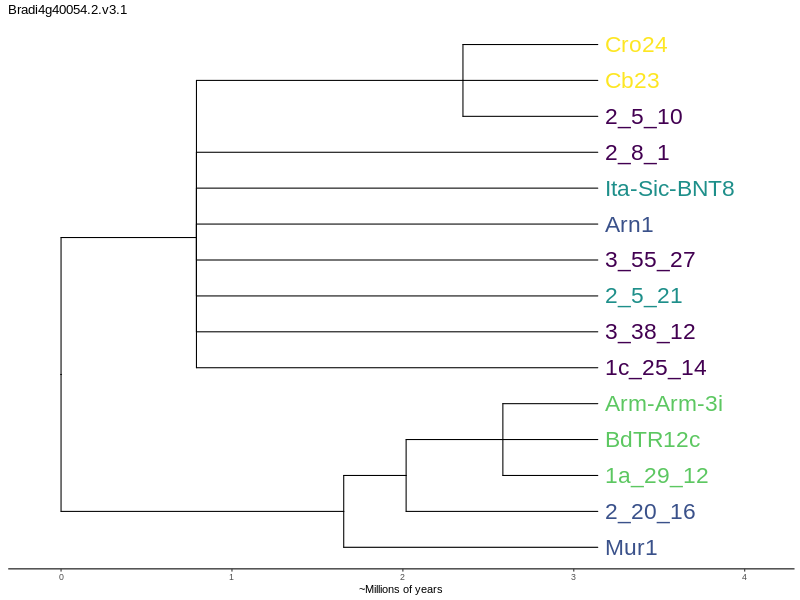 Bradi4g40054.2.v3.1
Cro24
Cb23
2_5_10
2_8_1
Ita-Sic-BNT8
Arn1
3_55_27
2_5_21
3_38_12
1c_25_14
Arm-Arm-3i
BdTR12c
1a_29_12
2_20_16
Mur1
0 1 2 3 4
~Millions of years